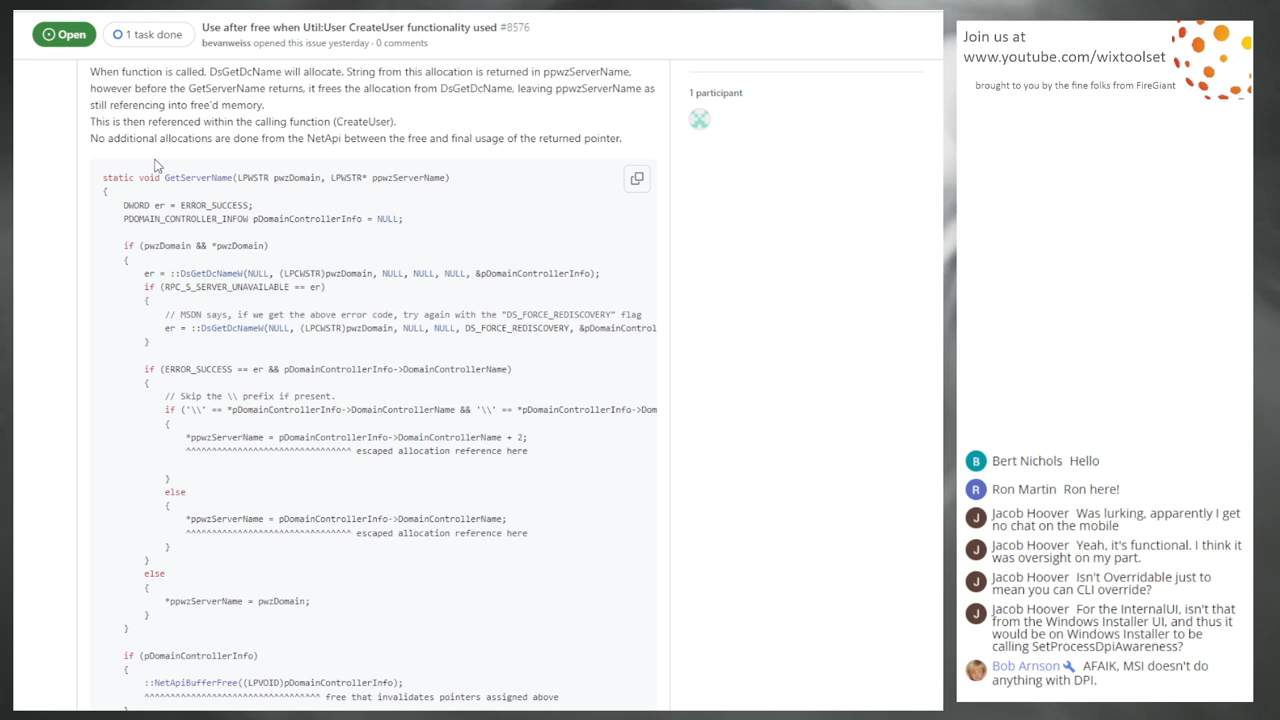 Open
1 task done
Use after free when Util:User CreateUser functionality used #8576
bevanweiss opened this issue yesterday · 0 comments
When function is called, DsGetDcName will allocate. String from this allocation is returned in ppwzServerName,
however before the GetServerName returns, it frees the allocation from DsGetDcName, leaving ppwzServerName as
still referencing into free'd memory.
This is then referenced within the calling function (CreateUser).
No additional allocations are done from the NetApi between the free and final usage of the returned pointer.
static void GetServerName(LPWSTR pwzDomain, LPWSTR* ppwzServerName)
{
DWORD er = ERROR_SUCCESS;
PDOMAIN_CONTROLLER_INFOW pDomainControllerInfo = NULL;
if (pwzDomain && *pwzDomain)
{
er = ::DsGetDcNameW(NULL, (LPCWSTR)pwzDomain, NULL, NULL, NULL, &pDomainControllerInfo);
if (RPC_S_SERVER_UNAVAILABLE == er)
{
// MSDN says, if we get the above error code, try again with the "DS_FORCE_REDISCOVERY" flag
er = ::DsGetDcNameW(NULL, (LPCWSTR)pwzDomain, NULL, NULL, DS_FORCE_REDISCOVERY, &pDomainControl
}
if (ERROR_SUCCESS == er && pDomainControllerInfo->DomainControllerName)
{
// Skip the \\ prefix if present.
if ('\\' == *pDomainControllerInfo->DomainControllerName && '\\' == *pDomainControllerInfo->Dom
{
*ppwzServerName = pDomainControllerInfo->DomainControllerName + 2;
^^^^^^^^^^^^^^^^^^^^^^^^^^^^^^^^ escaped allocation reference here
}
else
{
*ppwzServerName = pDomainControllerInfo->DomainControllerName;
^^^^^^^^^^^^^^^^^^^^^^^^^^^^^^^^ escaped allocation reference here
}
}
else
{
*ppwzServerName = pwzDomain;
}
}
if (pDomainControllerInfo)
{
::NetApiBufferFree((LPVOID)pDomainControllerInfo);
^^^^^^^^^^^^^^^^^^^^^^^^^^^^^^^^^^ free that invalidates pointers assigned above
1 participant
Join us at
www.youtube.com/wixtoolset
brought to you by the fine folks from FireGiant
B Bert Nichols Hello
R Ron Martin Ron here!
J Jacob Hoover Was lurking, apparently I get
no chat on the mobile
J Jacob Hoover Yeah, it's functional. I think it
was oversight on my part.
J Jacob Hoover Isn't Overridable just to
mean you can CLI override?
J Jacob Hoover For the InternalUI, isn't that
from the Windows Installer UI, and thus it
would be on Windows Installer to be
calling SetProcessDpiAwareness?
Bob Arnson AFAIK, MSI doesn't do
anything with DPI.